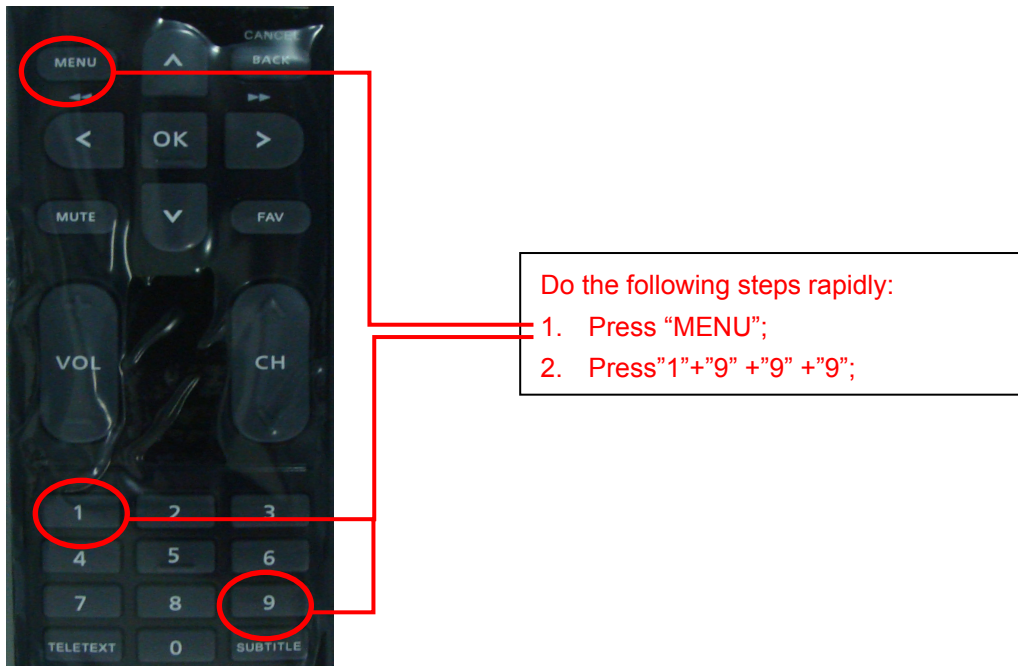 CANCEL
MENU
BACK
OK
MUTE
FAV
VOL
CH
1 2 3
4 5 6
7 8 9
TELETEXT 0 SUBTITLE
Do the following steps rapidly:
1. Press “MENU”;
2. Press”1”+”9” +”9” +”9”;